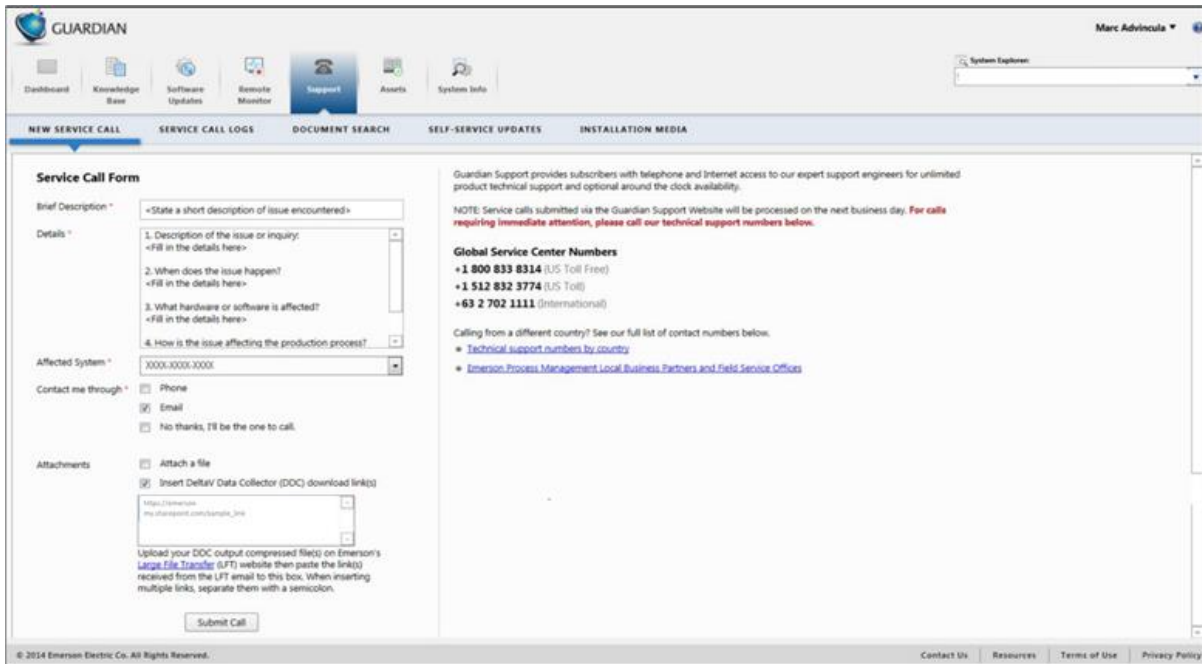 GUARDIAN
Marc Advincula
System Explorer:
Dashboard
Knowledge Base
Software Updates
Remote Monitor
Support
Assets
System Info
NEW SERVICE CALL
SERVICE CALL LOGS
DOCUMENT SEARCH
SELF-SERVICE UPDATES
INSTALLATION MEDIA
Service Call Form
Brief Description *
<State a short description of issue encountered>
Details *
1. Description of the issue or inquiry:
<Fill in the details here>
2. When does the issue happen?
<Fill in the details here>
3. What hardware or software is affected?
<Fill in the details here>
4. How is the issue affecting the production process?
Affected System *
XXXX-XXXX-XXXX
Contact me through *
Phone
Email
No thanks, I'll be the one to call.
Attachments
Attach a file
Insert DeltaV Data Collector (DDC) download link(s)
https://emerson
my.sharepoint.com/sample_link
Upload your DDC output compressed file(s) on Emerson's
Large File Transfer (LFT) website then paste the link(s)
received from the LFT email to this box. When inserting
multiple links, separate them with a semicolon.
Submit Call
Guardian Support provides subscribers with telephone and Internet access to our expert support engineers for unlimited
product technical support and optional around the clock availability.
NOTE: Service calls submitted via the Guardian Support Website will be processed on the next business day. For calls
requiring immediate attention, please call our technical support numbers below.
Global Service Center Numbers
+1 800 833 8314 (US Toll Free)
+1 512 832 3774 (US Toll)
+63 2 702 1111 (International)
Calling from a different country? See our full list of contact numbers below.
Technical support numbers by country
Emerson Process Management Local Business Partners and Field Service Offices
© 2014 Emerson Electric Co. All Rights Reserved.
Contact Us
Resources
Terms of Use
Privacy Policy